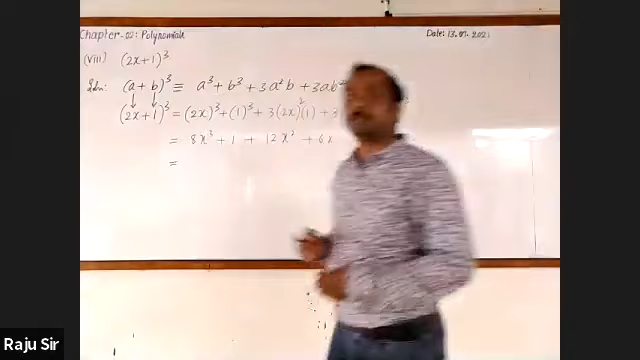 Chapter-02: Polynomials
Date: 13.07.2021
(viii) (2x+1)³
Soln: (a+b)³ ≡ a³ + b³ + 3a²b + 3ab²
(2x+1)³ = (2x)³ + (1)³ + 3(2x)²(1) + 3
= 8x³ + 1 + 12x² + 6x
=
Raju Sir